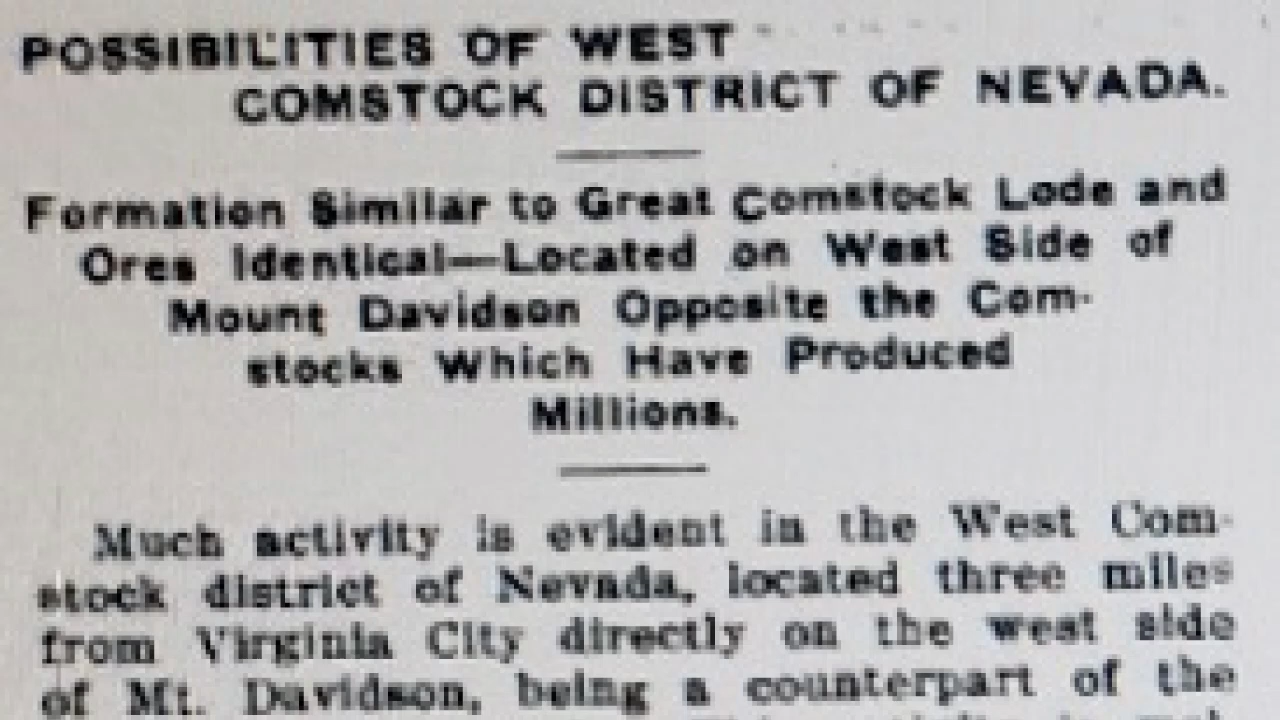 POSSIBILITIES OF WEST
COMSTOCK DISTRICT OF NEVADA.
Formation Similar to Great Comstock Lode and
Ores Identical—Located on West Side of
Mount Davidson Opposite the Com-
stocks Which Have Produced
Millions.
Much activity is evident in the West Com-
stock district of Nevada, located three miles
from Virginia City directly on the west side
of Mt. Davidson, being a counterpart of the